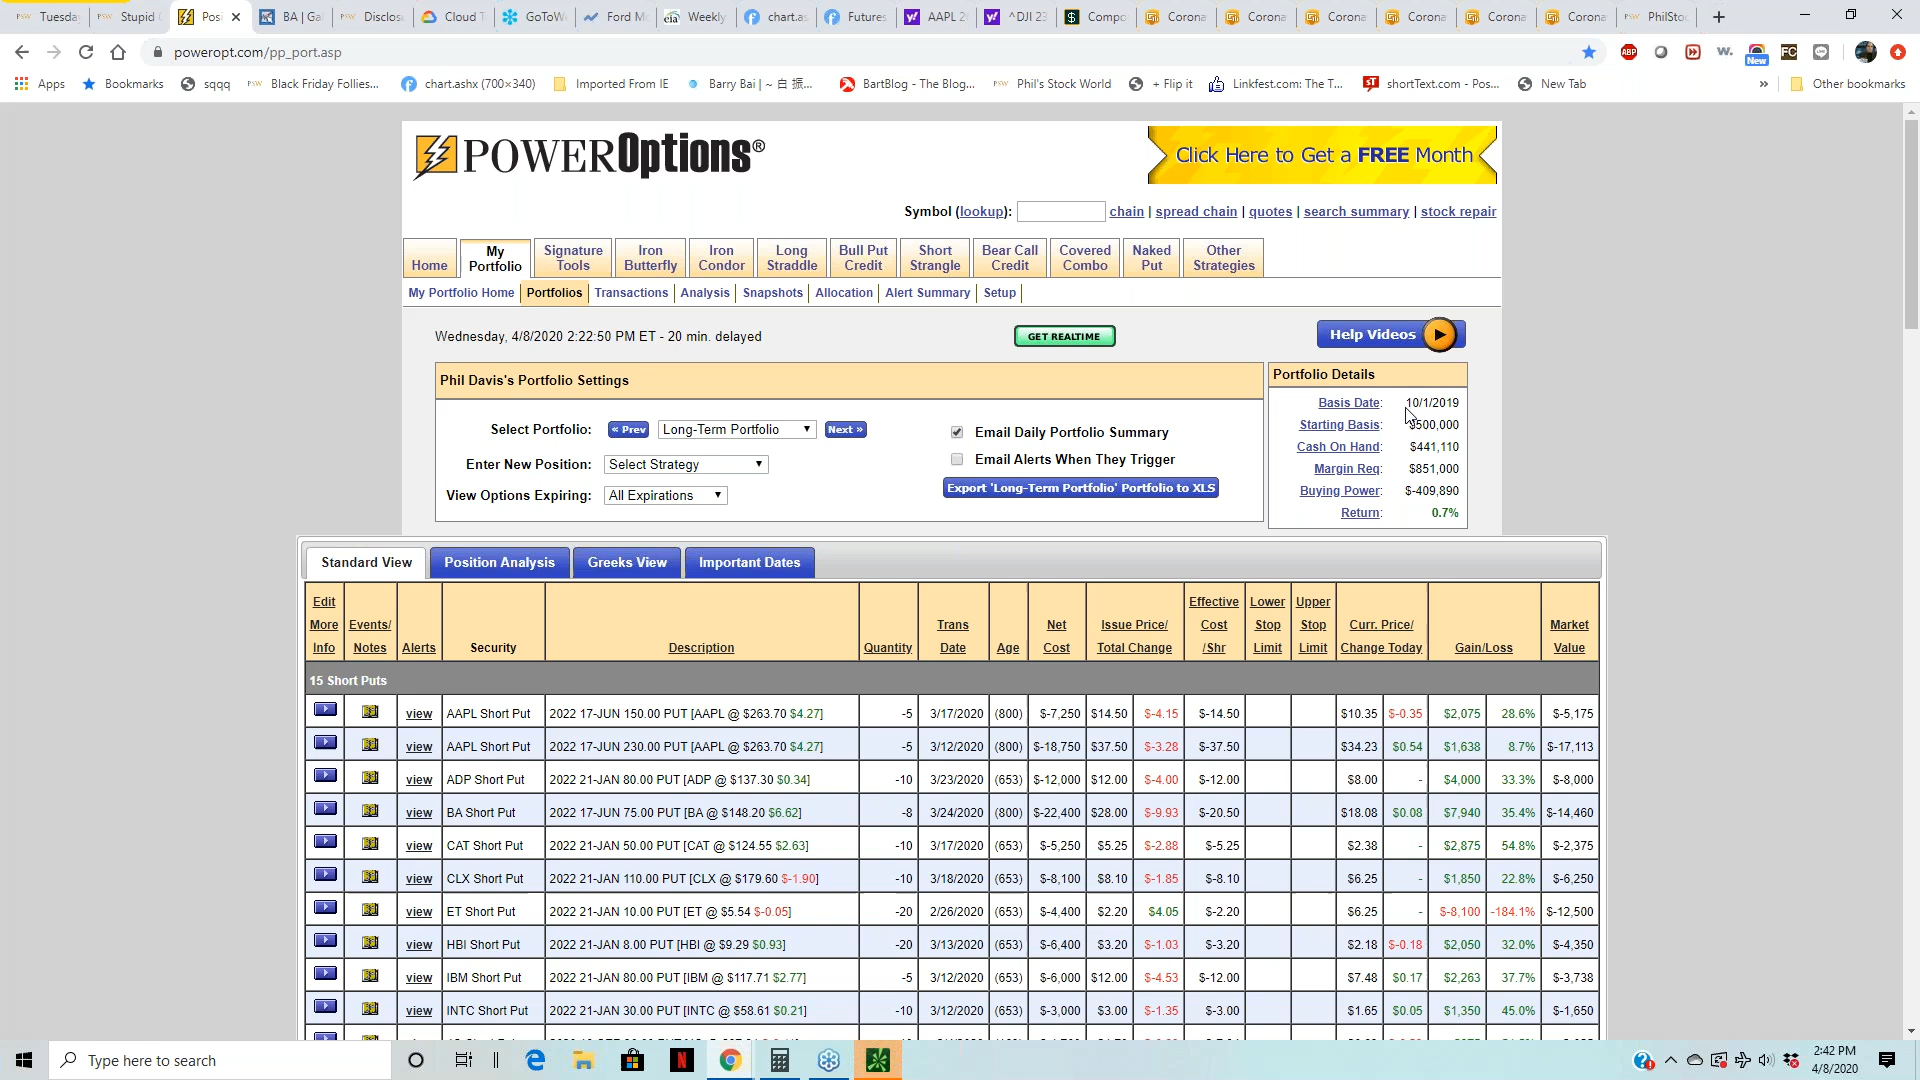 Tuesday
Stupid
Posi
BA | Ga
Disclos
Cloud T
GoToW
Ford M
Weekly
chart.as
Futures
AAPL 2
^DJI 23
Compo
Corona
Corona
Corona
Corona
Corona
Corona
PhilSto
poweropt.com/pp_port.asp
Apps
Bookmarks
sqqq
Black Friday Follies...
chart.ashx (700×340)
Imported From IE
Barry Bai | ~ 白 振...
BartBlog - The Blog...
Phil's Stock World
+ Flip it
Linkfest.com: The T...
shortText.com - Pos...
New Tab
»
Other bookmarks
POWEROptions®
Click Here to Get a FREE Month
Symbol (lookup): chain | spread chain | quotes | search summary | stock repair
Home
My Portfolio
Signature Tools
Iron Butterfly
Iron Condor
Long Straddle
Bull Put Credit
Short Strangle
Bear Call Credit
Covered Combo
Naked Put
Other Strategies
My Portfolio Home | Portfolios | Transactions | Analysis | Snapshots | Allocation | Alert Summary | Setup |
Wednesday, 4/8/2020 2:22:50 PM ET - 20 min. delayed
GET REALTIME
Help Videos
Phil Davis's Portfolio Settings
Select Portfolio: « Prev Long-Term Portfolio Next »
Enter New Position: Select Strategy
View Options Expiring: All Expirations
Email Daily Portfolio Summary
Email Alerts When They Trigger
Export 'Long-Term Portfolio' Portfolio to XLS
Portfolio Details
Basis Date: 10/1/2019
Starting Basis: $500,000
Cash On Hand: $441,110
Margin Req: $851,000
Buying Power: $-409,890
Return: 0.7%
Standard View
Position Analysis
Greeks View
Important Dates
Edit More Info
Events/ Notes
Alerts
Security
Description
Quantity
Trans Date
Age
Net Cost
Issue Price/ Total Change
Effective Cost /Shr
Lower Stop Limit
Upper Stop Limit
Curr. Price/ Change Today
Gain/Loss
Market Value
15 Short Puts
view AAPL Short Put 2022 17-JUN 150.00 PUT [AAPL @ $263.70 $4.27] -5 3/17/2020 (800) $-7,250 $14.50 $-4.15 $-14.50 $10.35 $-0.35 $2,075 28.6% $-5,175
view AAPL Short Put 2022 17-JUN 230.00 PUT [AAPL @ $263.70 $4.27] -5 3/12/2020 (800) $-18,750 $37.50 $-3.28 $-37.50 $34.23 $0.54 $1,638 8.7% $-17,113
view ADP Short Put 2022 21-JAN 80.00 PUT [ADP @ $137.30 $0.34] -10 3/23/2020 (653) $-12,000 $12.00 $-4.00 $-12.00 $8.00 - $4,000 33.3% $-8,000
view BA Short Put 2022 17-JUN 75.00 PUT [BA @ $148.20 $6.62] -8 3/24/2020 (800) $-22,400 $28.00 $-9.93 $-20.50 $18.08 $0.08 $7,940 35.4% $-14,460
view CAT Short Put 2022 21-JAN 50.00 PUT [CAT @ $124.55 $2.63] -10 3/17/2020 (653) $-5,250 $5.25 $-2.88 $-5.25 $2.38 - $2,875 54.8% $-2,375
view CLX Short Put 2022 21-JAN 110.00 PUT [CLX @ $179.60 $-1.90] -10 3/18/2020 (653) $-8,100 $8.10 $-1.85 $-8.10 $6.25 - $1,850 22.8% $-6,250
view ET Short Put 2022 21-JAN 10.00 PUT [ET @ $5.54 $-0.05] -20 2/26/2020 (653) $-4,400 $2.20 $4.05 $-2.20 $6.25 - $-8,100 -184.1% $-12,500
view HBI Short Put 2022 21-JAN 8.00 PUT [HBI @ $9.29 $0.93] -20 3/13/2020 (653) $-6,400 $3.20 $-1.03 $-3.20 $2.18 $-0.18 $2,050 32.0% $-4,350
view IBM Short Put 2022 21-JAN 80.00 PUT [IBM @ $117.71 $2.77] -5 3/12/2020 (653) $-6,000 $12.00 $-4.53 $-12.00 $7.48 $0.17 $2,263 37.7% $-3,738
view INTC Short Put 2022 21-JAN 30.00 PUT [INTC @ $58.61 $0.21] -10 3/12/2020 (653) $-3,000 $3.00 $-1.35 $-3.00 $1.65 $0.05 $1,350 45.0% $-1,650
Type here to search
2:42 PM
4/8/2020